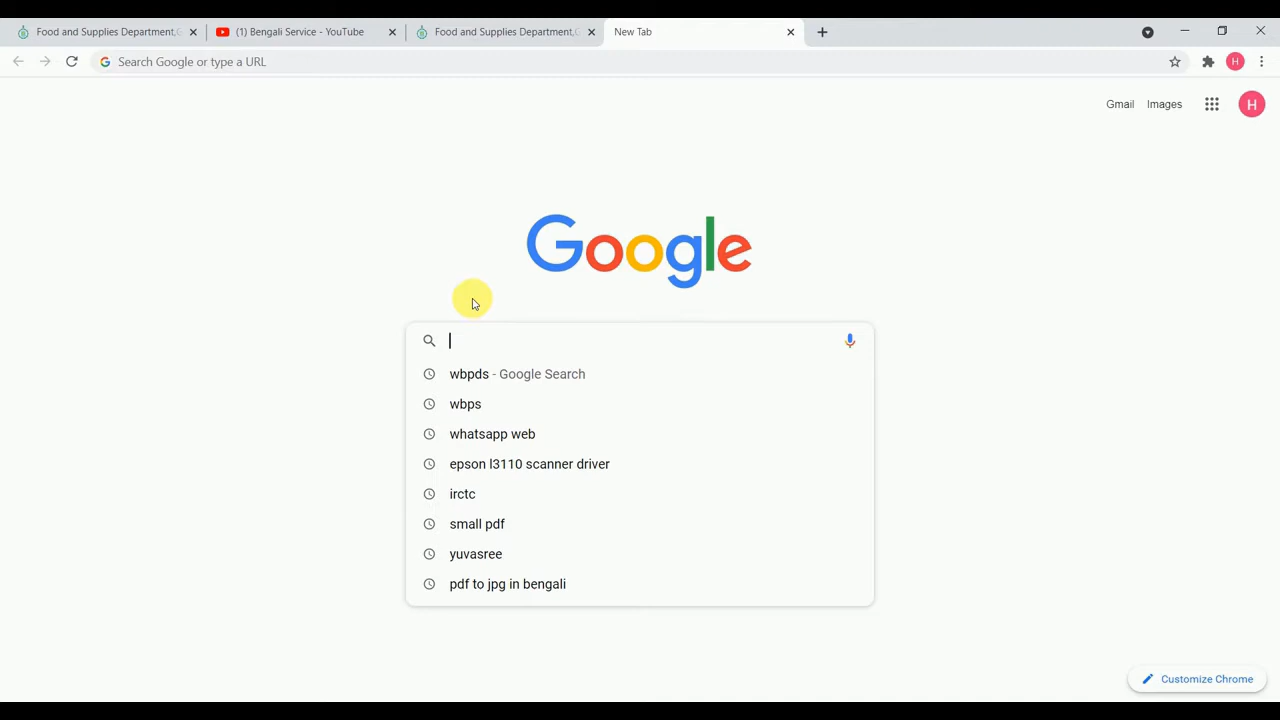 Food and Supplies Department,G
(1) Bengali Service - YouTube
Food and Supplies Department,G
New Tab
Search Google or type a URL
H
Gmail
Images
H
Google
wbpds - Google Search
wbps
whatsapp web
epson l3110 scanner driver
irctc
small pdf
yuvasree
pdf to jpg in bengali
Customize Chrome